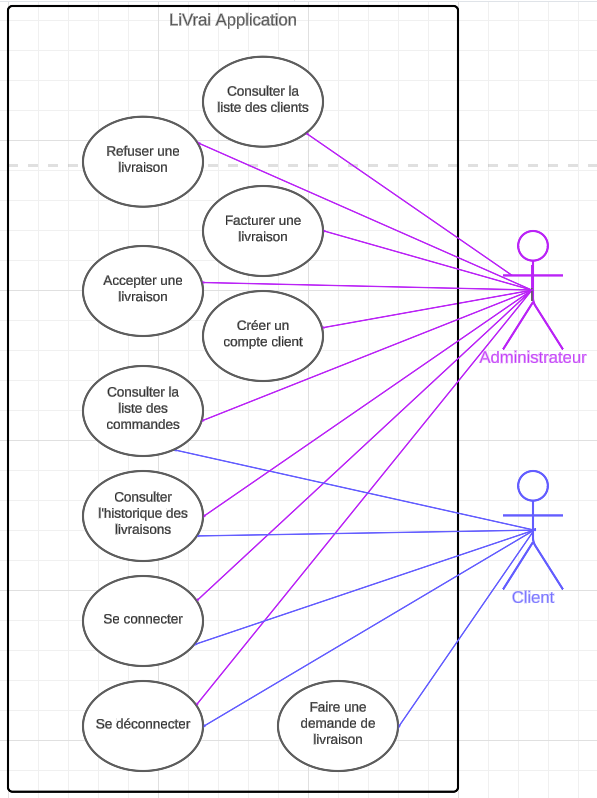 LiVrai Application
Consulter la
liste des clients
Refuser une
livraison
Facturer une
livraison
Accepter une
livraison
Créer un
compte client
Administrateur
Consulter la
liste des
commandes
Consulter
l'historique des
livraisons
Client
Se connecter
Se déconnecter
Faire une
demande de
livraison